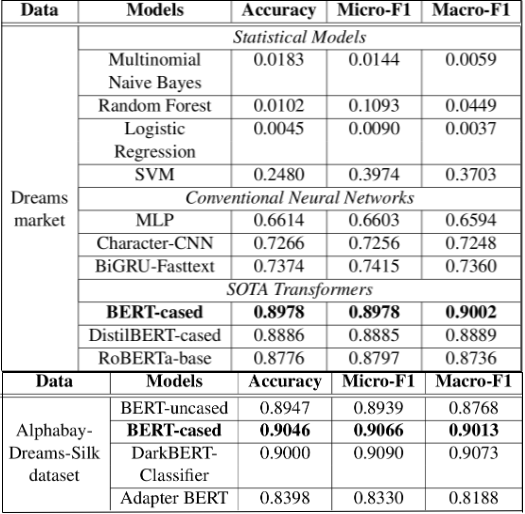 Data Models Accuracy Micro-F1 Macro-F1
Statistical Models
Multinomial Naive Bayes 0.0183 0.0144 0.0059
Random Forest 0.0102 0.1093 0.0449
Logistic Regression 0.0045 0.0090 0.0037
SVM 0.2480 0.3974 0.3703
Dreams market
Conventional Neural Networks
MLP 0.6614 0.6603 0.6594
Character-CNN 0.7266 0.7256 0.7248
BiGRU-Fasttext 0.7374 0.7415 0.7360
SOTA Transformers
BERT-cased 0.8978 0.8978 0.9002
DistilBERT-cased 0.8886 0.8885 0.8889
RoBERTa-base 0.8776 0.8797 0.8736
Data Models Accuracy Micro-F1 Macro-F1
Alphabay-Dreams-Silk dataset
BERT-uncased 0.8947 0.8939 0.8768
BERT-cased 0.9046 0.9066 0.9013
DarkBERT-Classifier 0.9000 0.9090 0.9073
Adapter BERT 0.8398 0.8330 0.8188